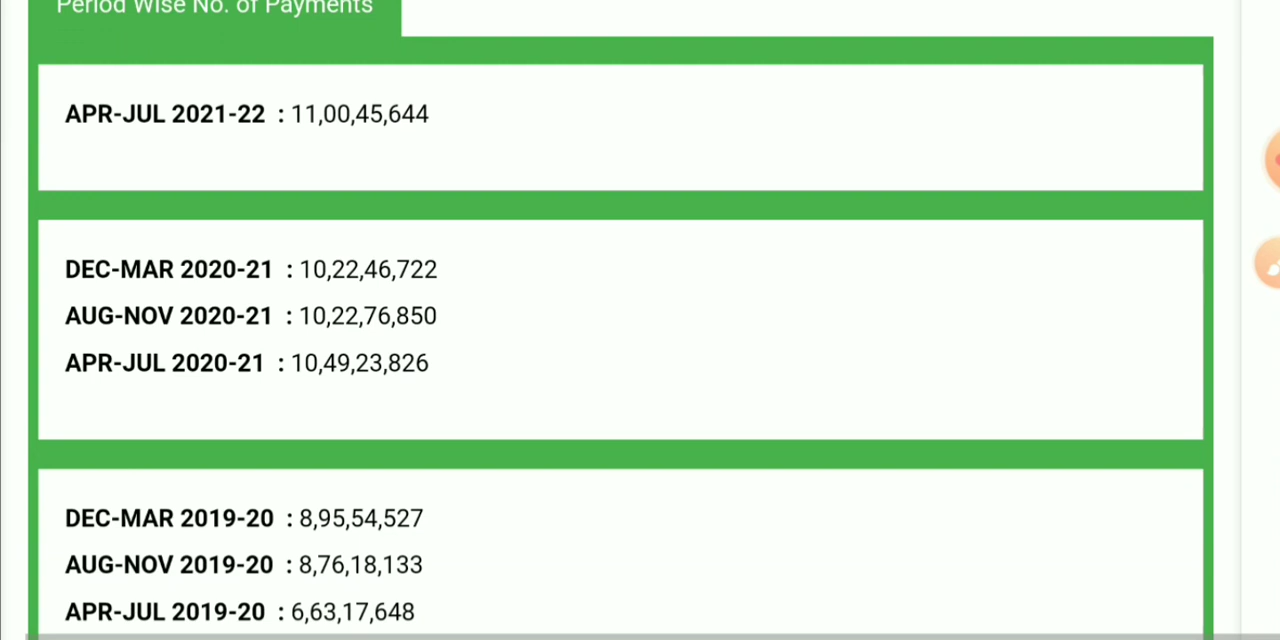 Period Wise No. of Payments
APR-JUL 2021-22 : 11,00,45,644
DEC-MAR 2020-21 : 10,22,46,722
AUG-NOV 2020-21 : 10,22,76,850
APR-JUL 2020-21 : 10,49,23,826
DEC-MAR 2019-20 : 8,95,54,527
AUG-NOV 2019-20 : 8,76,18,133
APR-JUL 2019-20 : 6,63,17,648